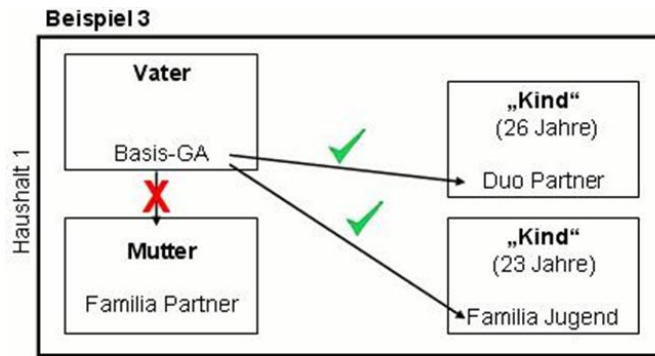 Beispiel 3
Haushalt 1
Vater
Basis-GA
X
Mutter
Familia Partner
„Kind“
(26 Jahre)
Duo Partner
„Kind“
(23 Jahre)
Familia Jugend